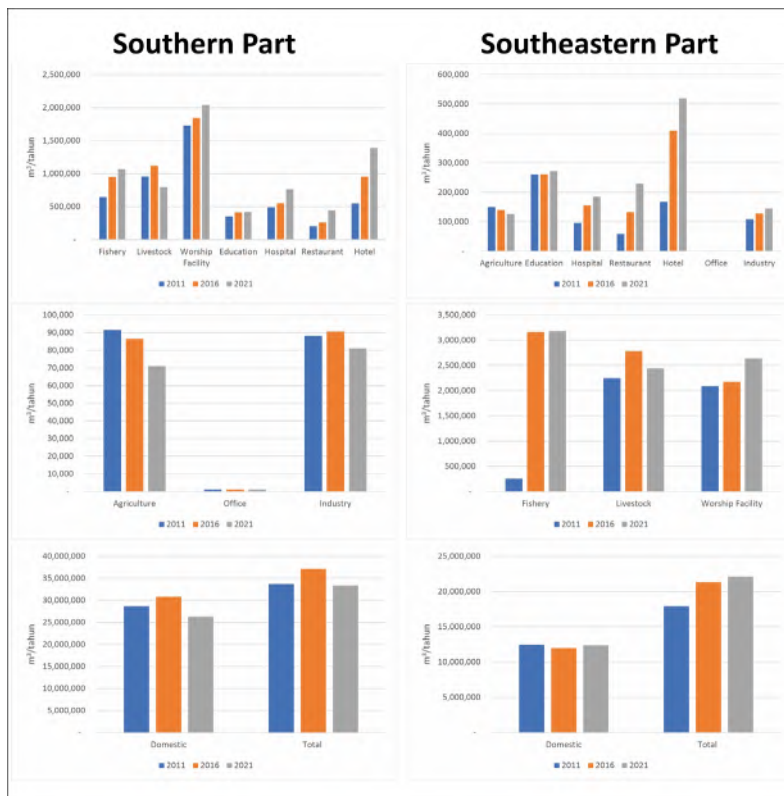 Southern Part
2,500,000
2,000,000
1,500,000
1,000,000
500,000
-
m³/tahun
Fishery Livestock Worship Facility Education Hospital Restaurant Hotel
2011 2016 2021
100,000
90,000
80,000
70,000
60,000
50,000
40,000
30,000
20,000
10,000
-
m³/tahun
Agriculture Office Industry
2011 2016 2021
40,000,000
35,000,000
30,000,000
25,000,000
20,000,000
15,000,000
10,000,000
5,000,000
-
m³/tahun
Domestic Total
2011 2016 2021
Southeastern Part
600,000
500,000
400,000
300,000
200,000
100,000
-
m³/tahun
Agriculture Education Hospital Restaurant Hotel Office Industry
2011 2016 2021
3,500,000
3,000,000
2,500,000
2,000,000
1,500,000
1,000,000
500,000
-
m³/tahun
Fishery Livestock Worship Facility
2011 2016 2021
25,000,000
20,000,000
15,000,000
10,000,000
5,000,000
-
m³/tahun
Domestic Total
2011 2016 2021